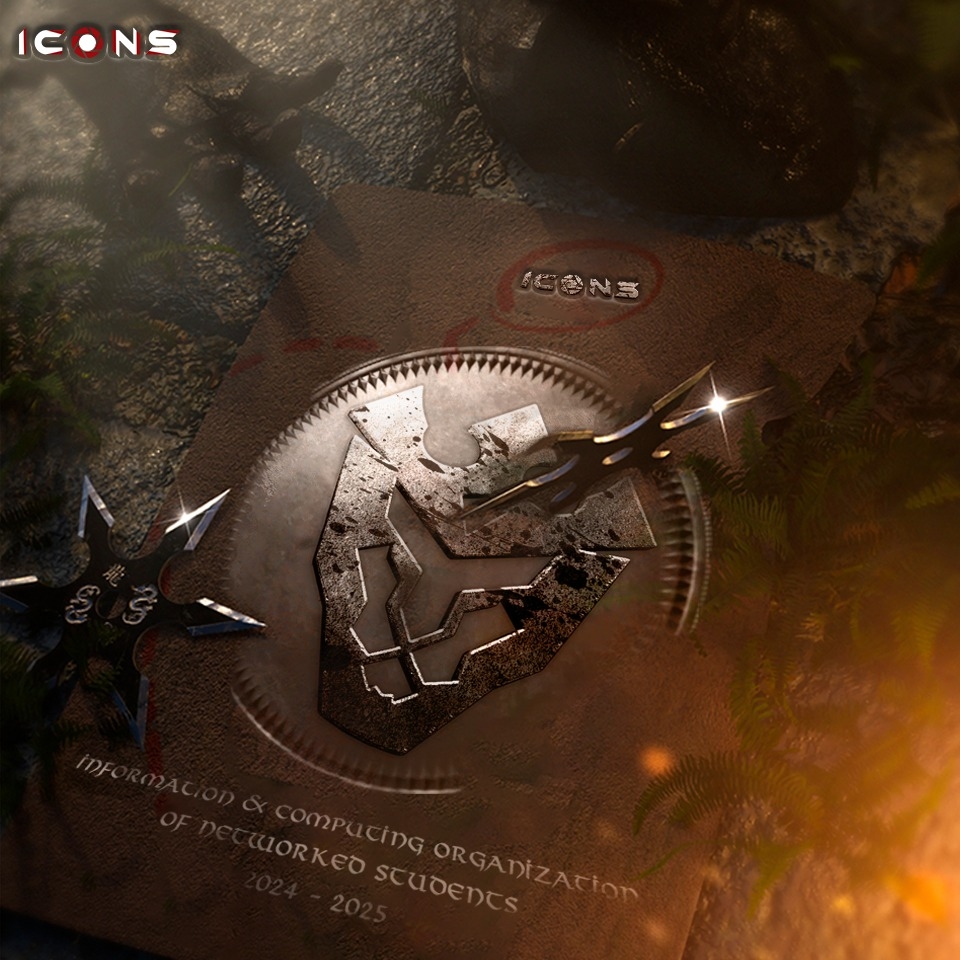 ICONS
ICONS
INFORMATION & COMPUTING ORGANIZATION
OF NETWORKED STUDENTS
2024 - 2025